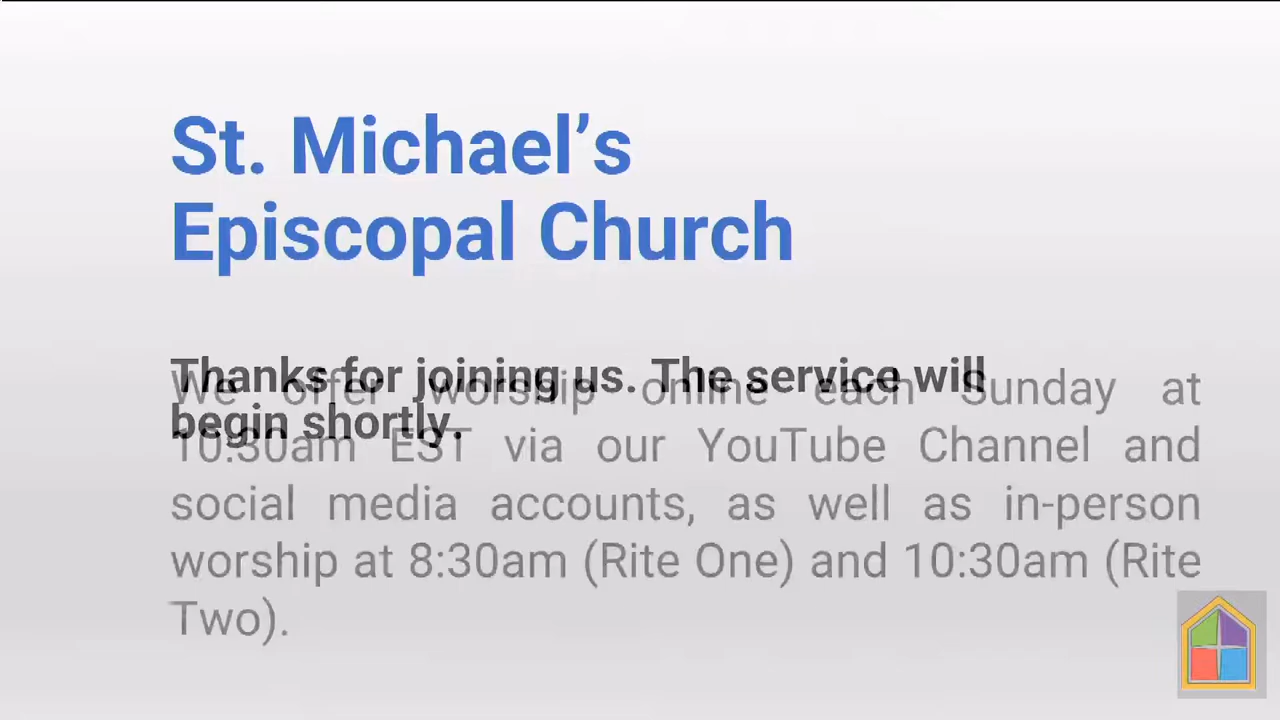 St. Michael’s
Episcopal Church
Thanks for joining us. The service will
begin shortly.
We offer worship online each Sunday at
10:30am EST via our YouTube Channel and
social media accounts, as well as in-person
worship at 8:30am (Rite One) and 10:30am (Rite
Two).